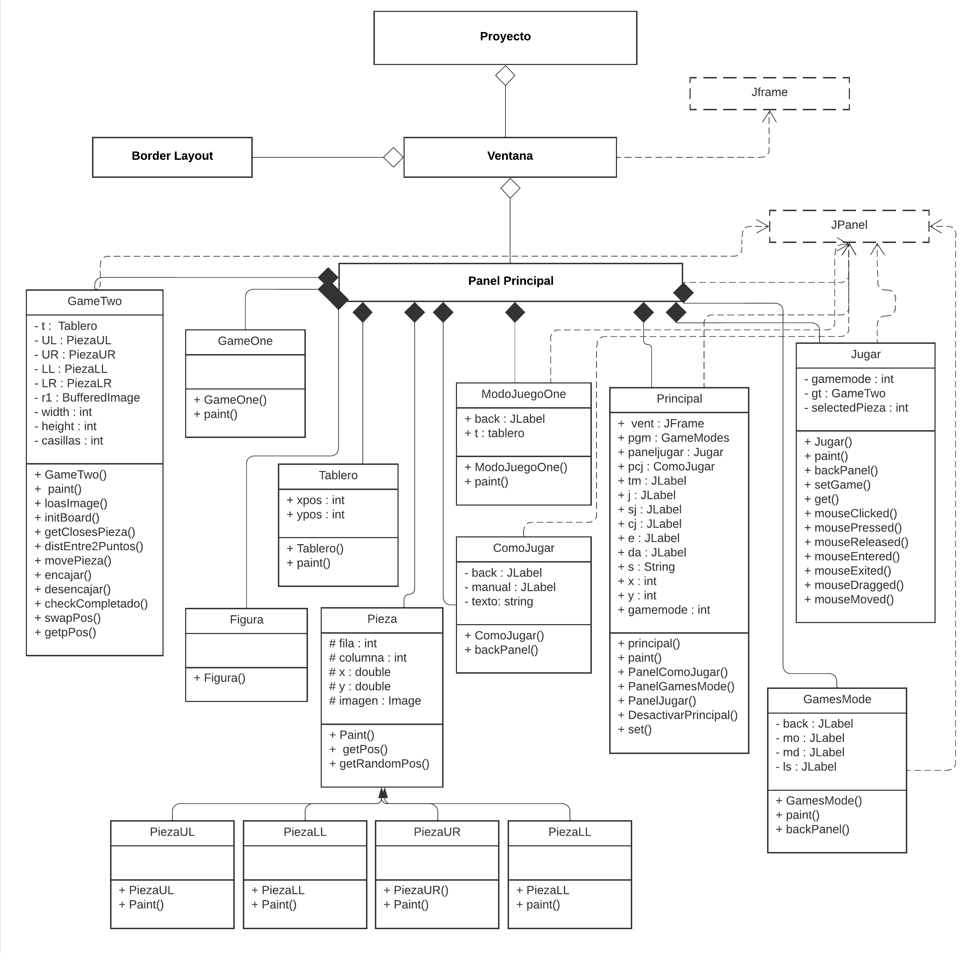 Proyecto
Jframe
Border Layout
Ventana
JPanel
Panel Principal
GameTwo
- t :  Tablero
- UL : PiezaUL
- UR : PiezaUR
- LL : PiezaLL
- LR : PiezaLR
- r1 : BufferedImage
- width : int
- height : int
- casillas : int
+ GameTwo()
+  paint()
+ loasImage()
+ initBoard()
+ getClosesPieza()
+ distEntre2Puntos()
+ movePieza()
+ encajar()
+ desencajar()
+ checkCompletado()
+ swapPos()
+ getpPos()
GameOne
+ GameOne()
+ paint()
Tablero
+ xpos : int
+ ypos : int
+ Tablero()
+ paint()
Figura
+ Figura()
Pieza
# fila : int
# columna : int
# x : double
# y : double
# imagen : Image
+ Paint()
+  getPos()
+ getRandomPos()
ModoJuegoOne
+ back : JLabel
+ t : tablero
+ ModoJuegoOne()
+ paint()
ComoJugar
- back : JLabel
- manual : JLabel
- texto: string
+ ComoJugar()
+ backPanel()
Principal
+  vent : JFrame
+ pgm : GameModes
+ paneljugar : Jugar
+ pcj : ComoJugar
+ tm : JLabel
+ j : JLabel
+ sj : JLabel
+ cj : JLabel
+ e : JLabel
+ da : JLabel
+ s : String
+ x : int
+ y : int
+ gamemode : int
+ principal()
+ paint()
+ PanelComoJugar()
+ PanelGamesMode()
+ PanelJugar()
+ DesactivarPrincipal()
+ set()
Jugar
- gamemode : int
- gt : GameTwo
- selectedPieza : int
+ Jugar()
+ paint()
+ backPanel()
+ setGame()
+ get()
+ mouseClicked()
+ mousePressed()
+ mouseReleased()
+ mouseEntered()
+ mouseExited()
+ mouseDragged()
+ mouseMoved()
GamesMode
- back : JLabel
- mo : JLabel
- md : JLabel
- ls : JLabel
+ GamesMode()
+ paint()
+ backPanel()
PiezaUL
+ PiezaUL
+ Paint()
PiezaLL
+ PiezaLL
+ Paint()
PiezaUR
+ PiezaUR()
+ Paint()
PiezaLL
+ PiezaLL
+ paint()